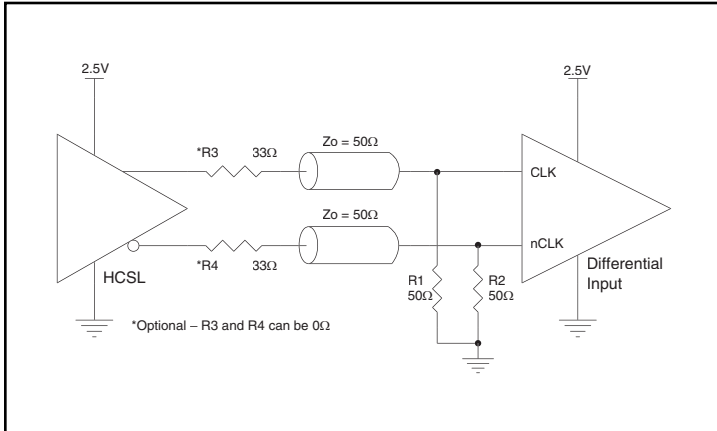 2.5V
2.5V
*R3 33Ω
Zo = 50Ω
CLK
Zo = 50Ω
nCLK
HCSL
*R4 33Ω
R1
50Ω
R2
50Ω
Differential
Input
*Optional – R3 and R4 can be 0Ω